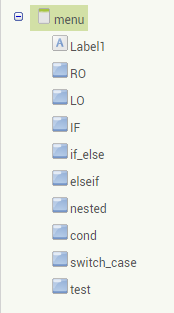 menu
A Label1
RO
LO
IF
if_else
elseif
nested
cond
switch_case
test